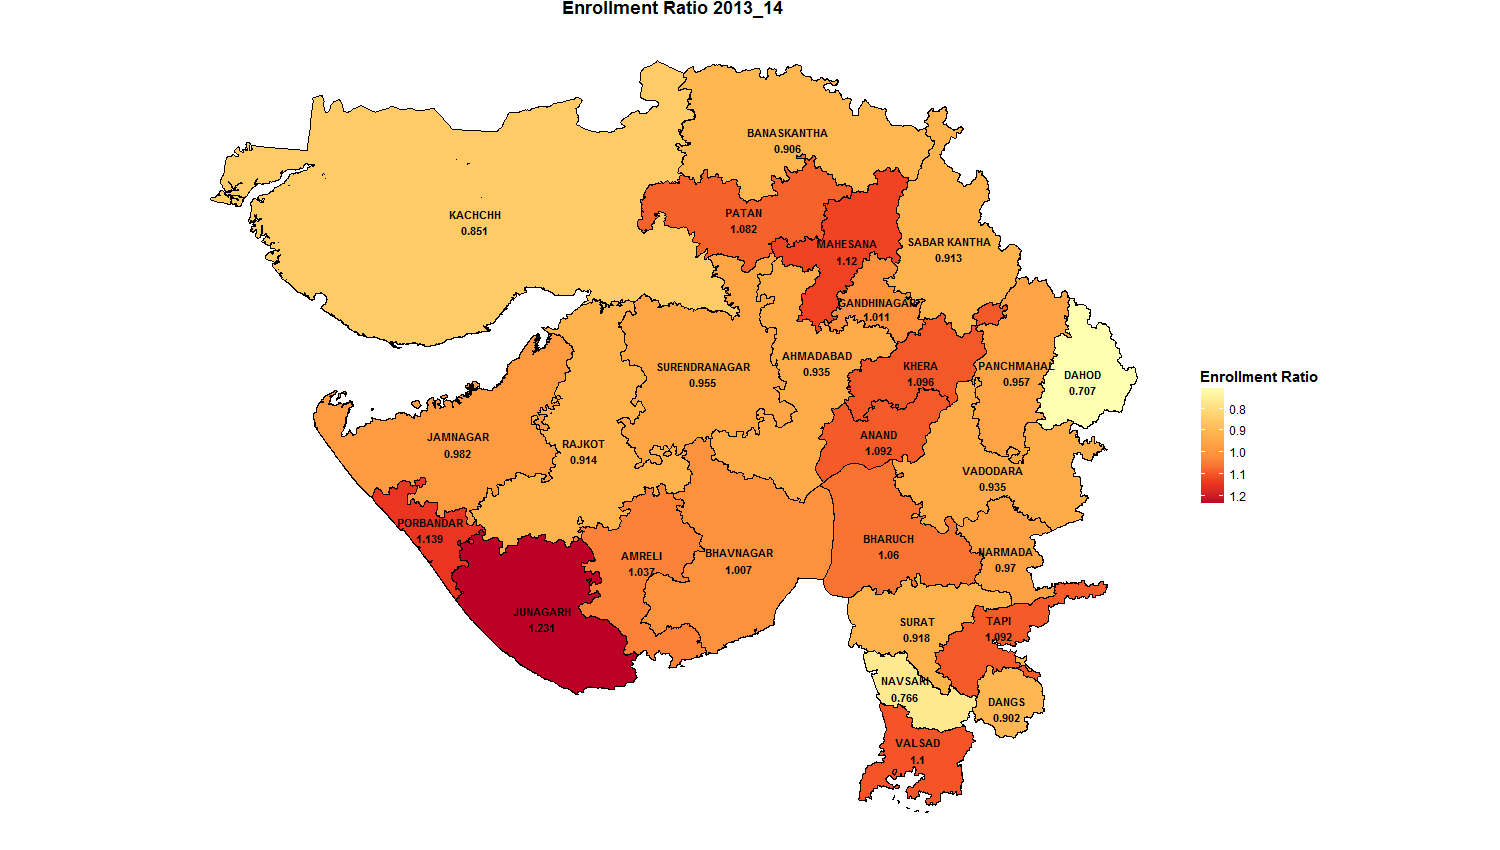 Enrollment Ratio 2013_14
BANASKANTHA
0.906
KACHCHH
0.851
PATAN
1.082
MAHESANA
1.12
SABAR KANTHA
0.913
GANDHINAGAR
1.011
SURENDRANAGAR
0.955
AHMADABAD
0.935
KHERA
1.096
PANCHMAHAL
0.957
DAHOD
0.707
JAMNAGAR
0.982
RAJKOT
0.914
ANAND
1.092
VADODARA
0.935
PORBANDAR
1.139
AMRELI
1.037
BHAVNAGAR
1.007
BHARUCH
1.06
NARMADA
0.97
JUNAGARH
1.231
SURAT
0.918
TAPI
1.092
NAVSARI
0.766
DANGS
0.902
VALSAD
1.1
Enrollment Ratio
0.8
0.9
1.0
1.1
1.2